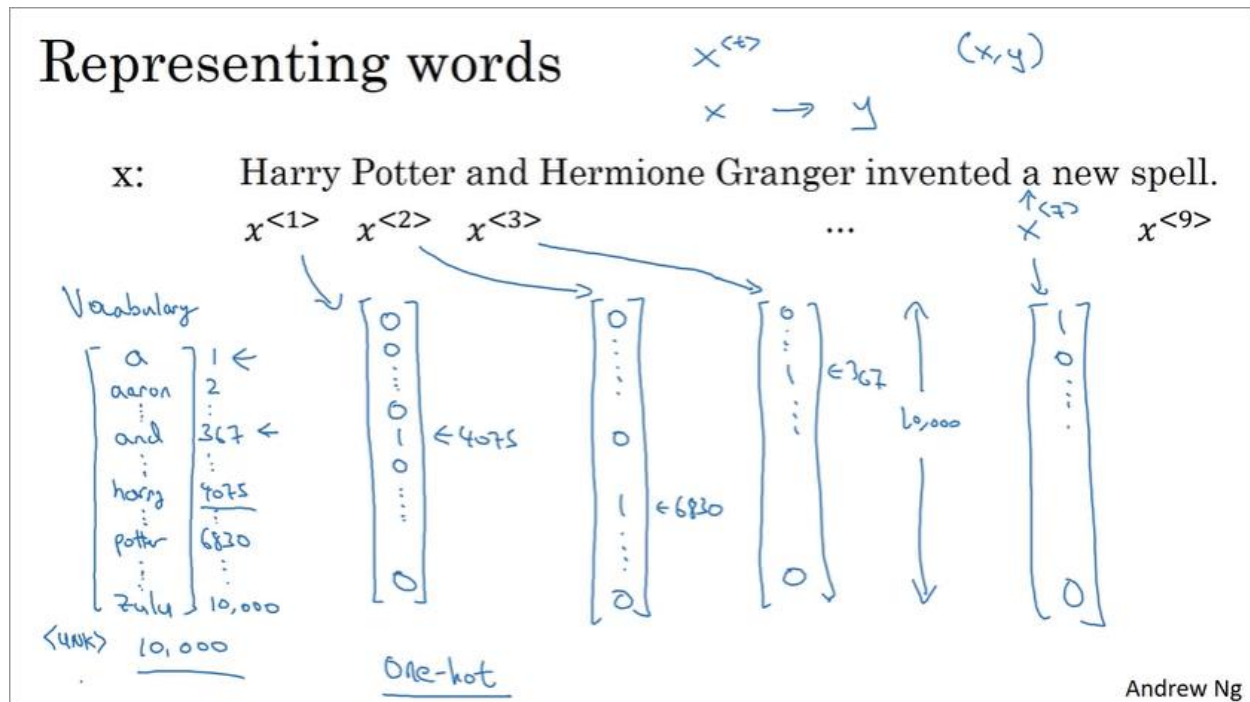 Representing words
x<t> (x,y)
x → y
x: Harry Potter and Hermione Granger invented a new spell.
x<1> x<2> x<3> ... x<7> x<9>
Vocabulary
a 1 ←
aaron 2
and 367 ←
harry 4075
potter 6830
zulu 10,000
<UNK> 10,000
0
0
0
1 ← 4075
0
0
0
0
1 ← 6830
0
0
1 ← 367
0
10,000
1
0
0
One-hot
Andrew Ng